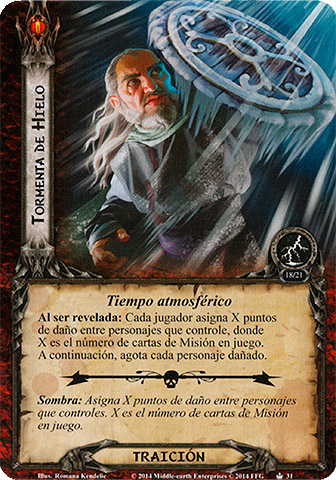 TORMENTA DE HIELO
18/21
Tiempo atmosférico
Al ser revelada: Cada jugador asigna X puntos
de daño entre personajes que controle, donde
X es el número de cartas de Misión en juego.
A continuación, agota cada personaje dañado.
Sombra: Asigna X puntos de daño entre personajes
que controles. X es el número de cartas de Misión
en juego.
TRAICIÓN
Illus. Romana Kendelic
© 2014 Middle-earth Enterprises © 2014 FFG
31